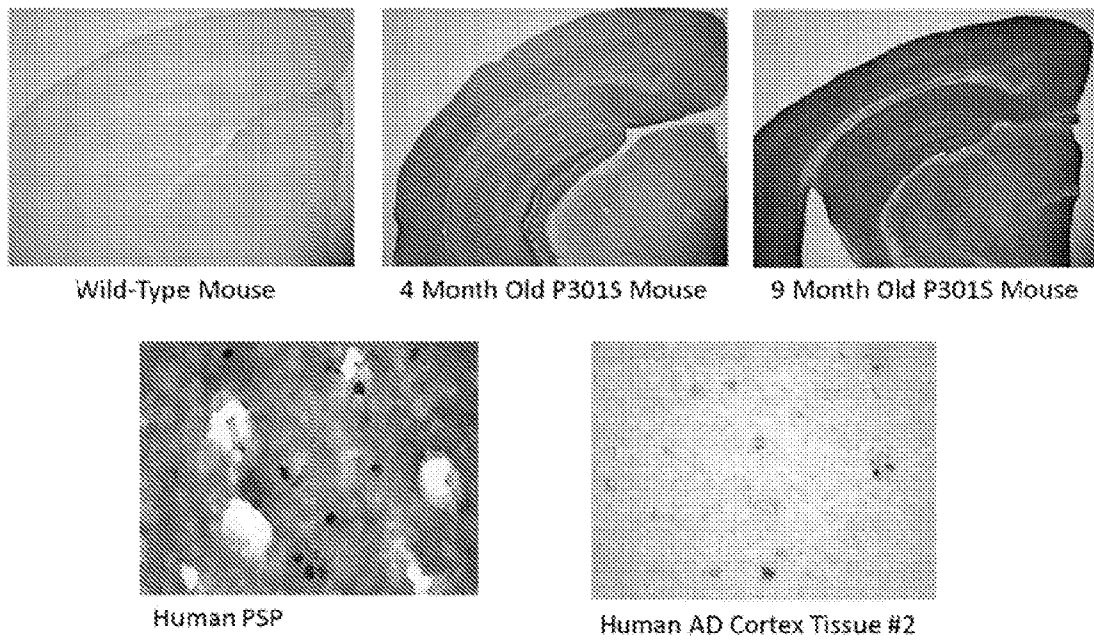 Wild-Type Mouse
4 Month Old P301S Mouse
9 Month Old P301S Mouse
Human PSP
Human AD Cortex Tissue #2